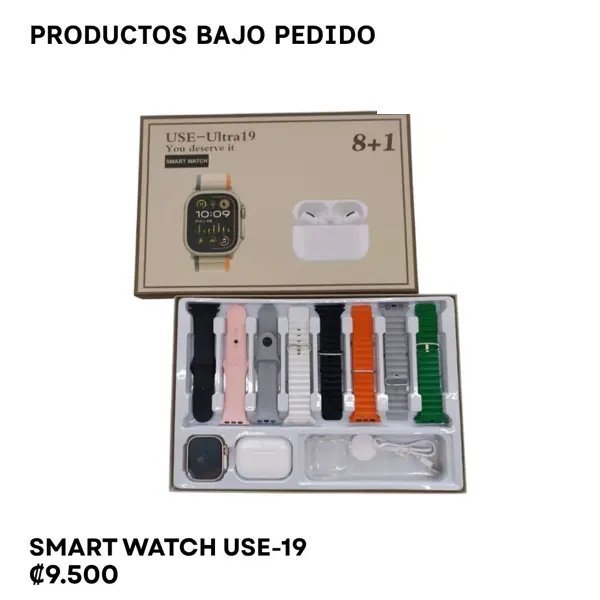 PRODUCTOS BAJO PEDIDO
USE-Ultra19
You deserve it
SMART WATCH
8+1
10:09
SMART WATCH USE-19
₡9.500